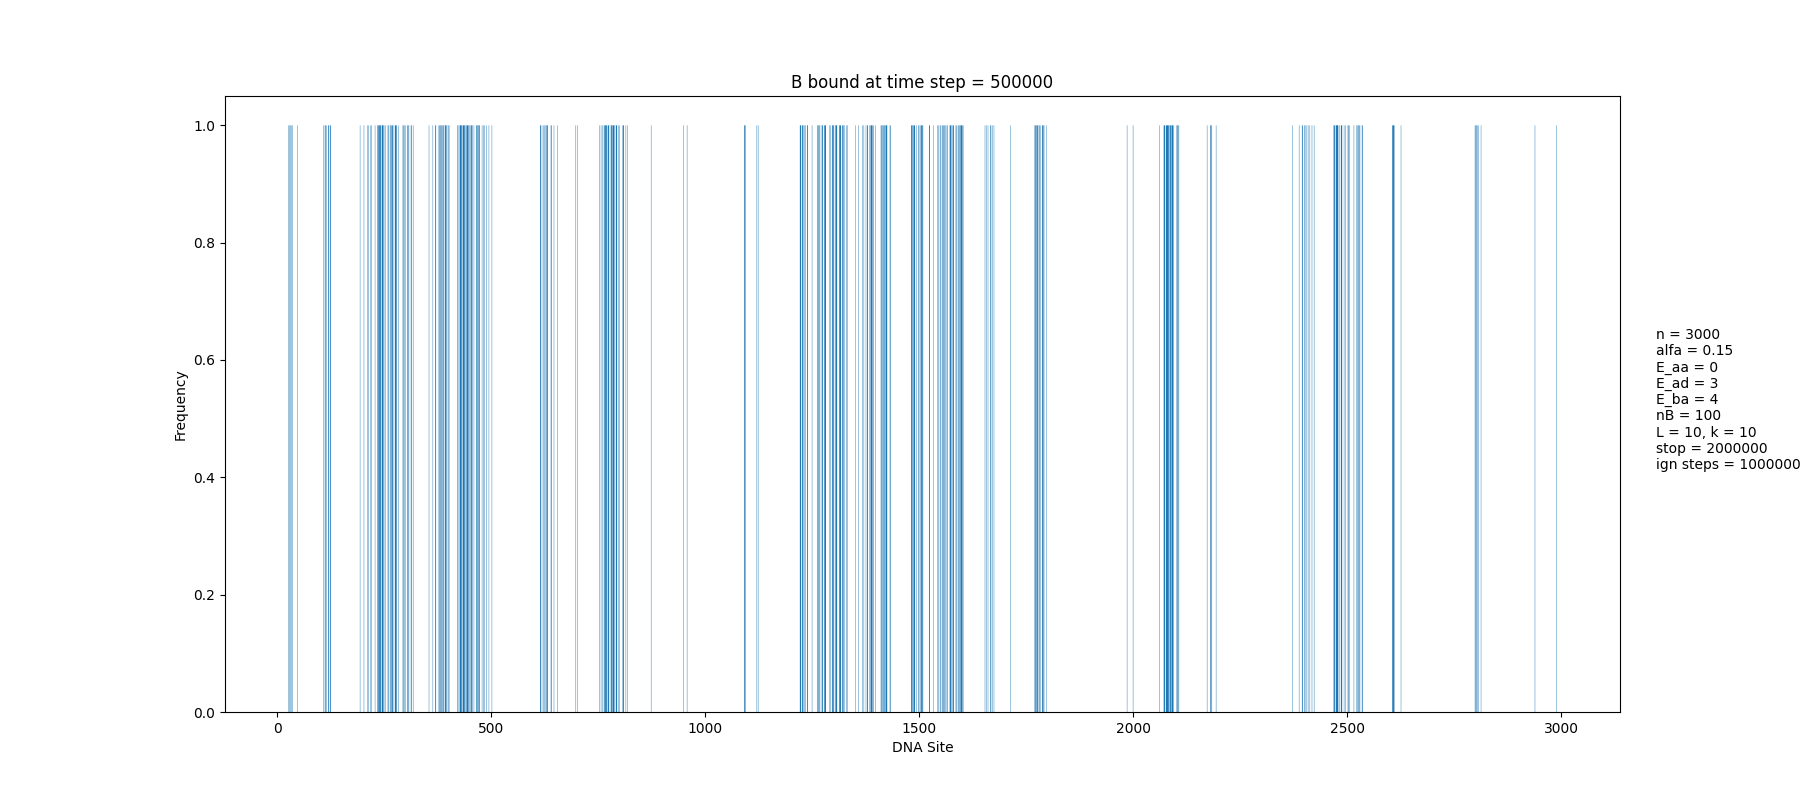 B bound at time step = 500000
1.0
0.8
0.6
0.4
0.2
0.0
Frequency
0
500
1000
1500
2000
2500
3000
DNA Site
n = 3000
alfa = 0.15
E_aa = 0
E_ad = 3
E_ba = 4
nB = 100
L = 10, k = 10
stop = 2000000
ign steps = 1000000